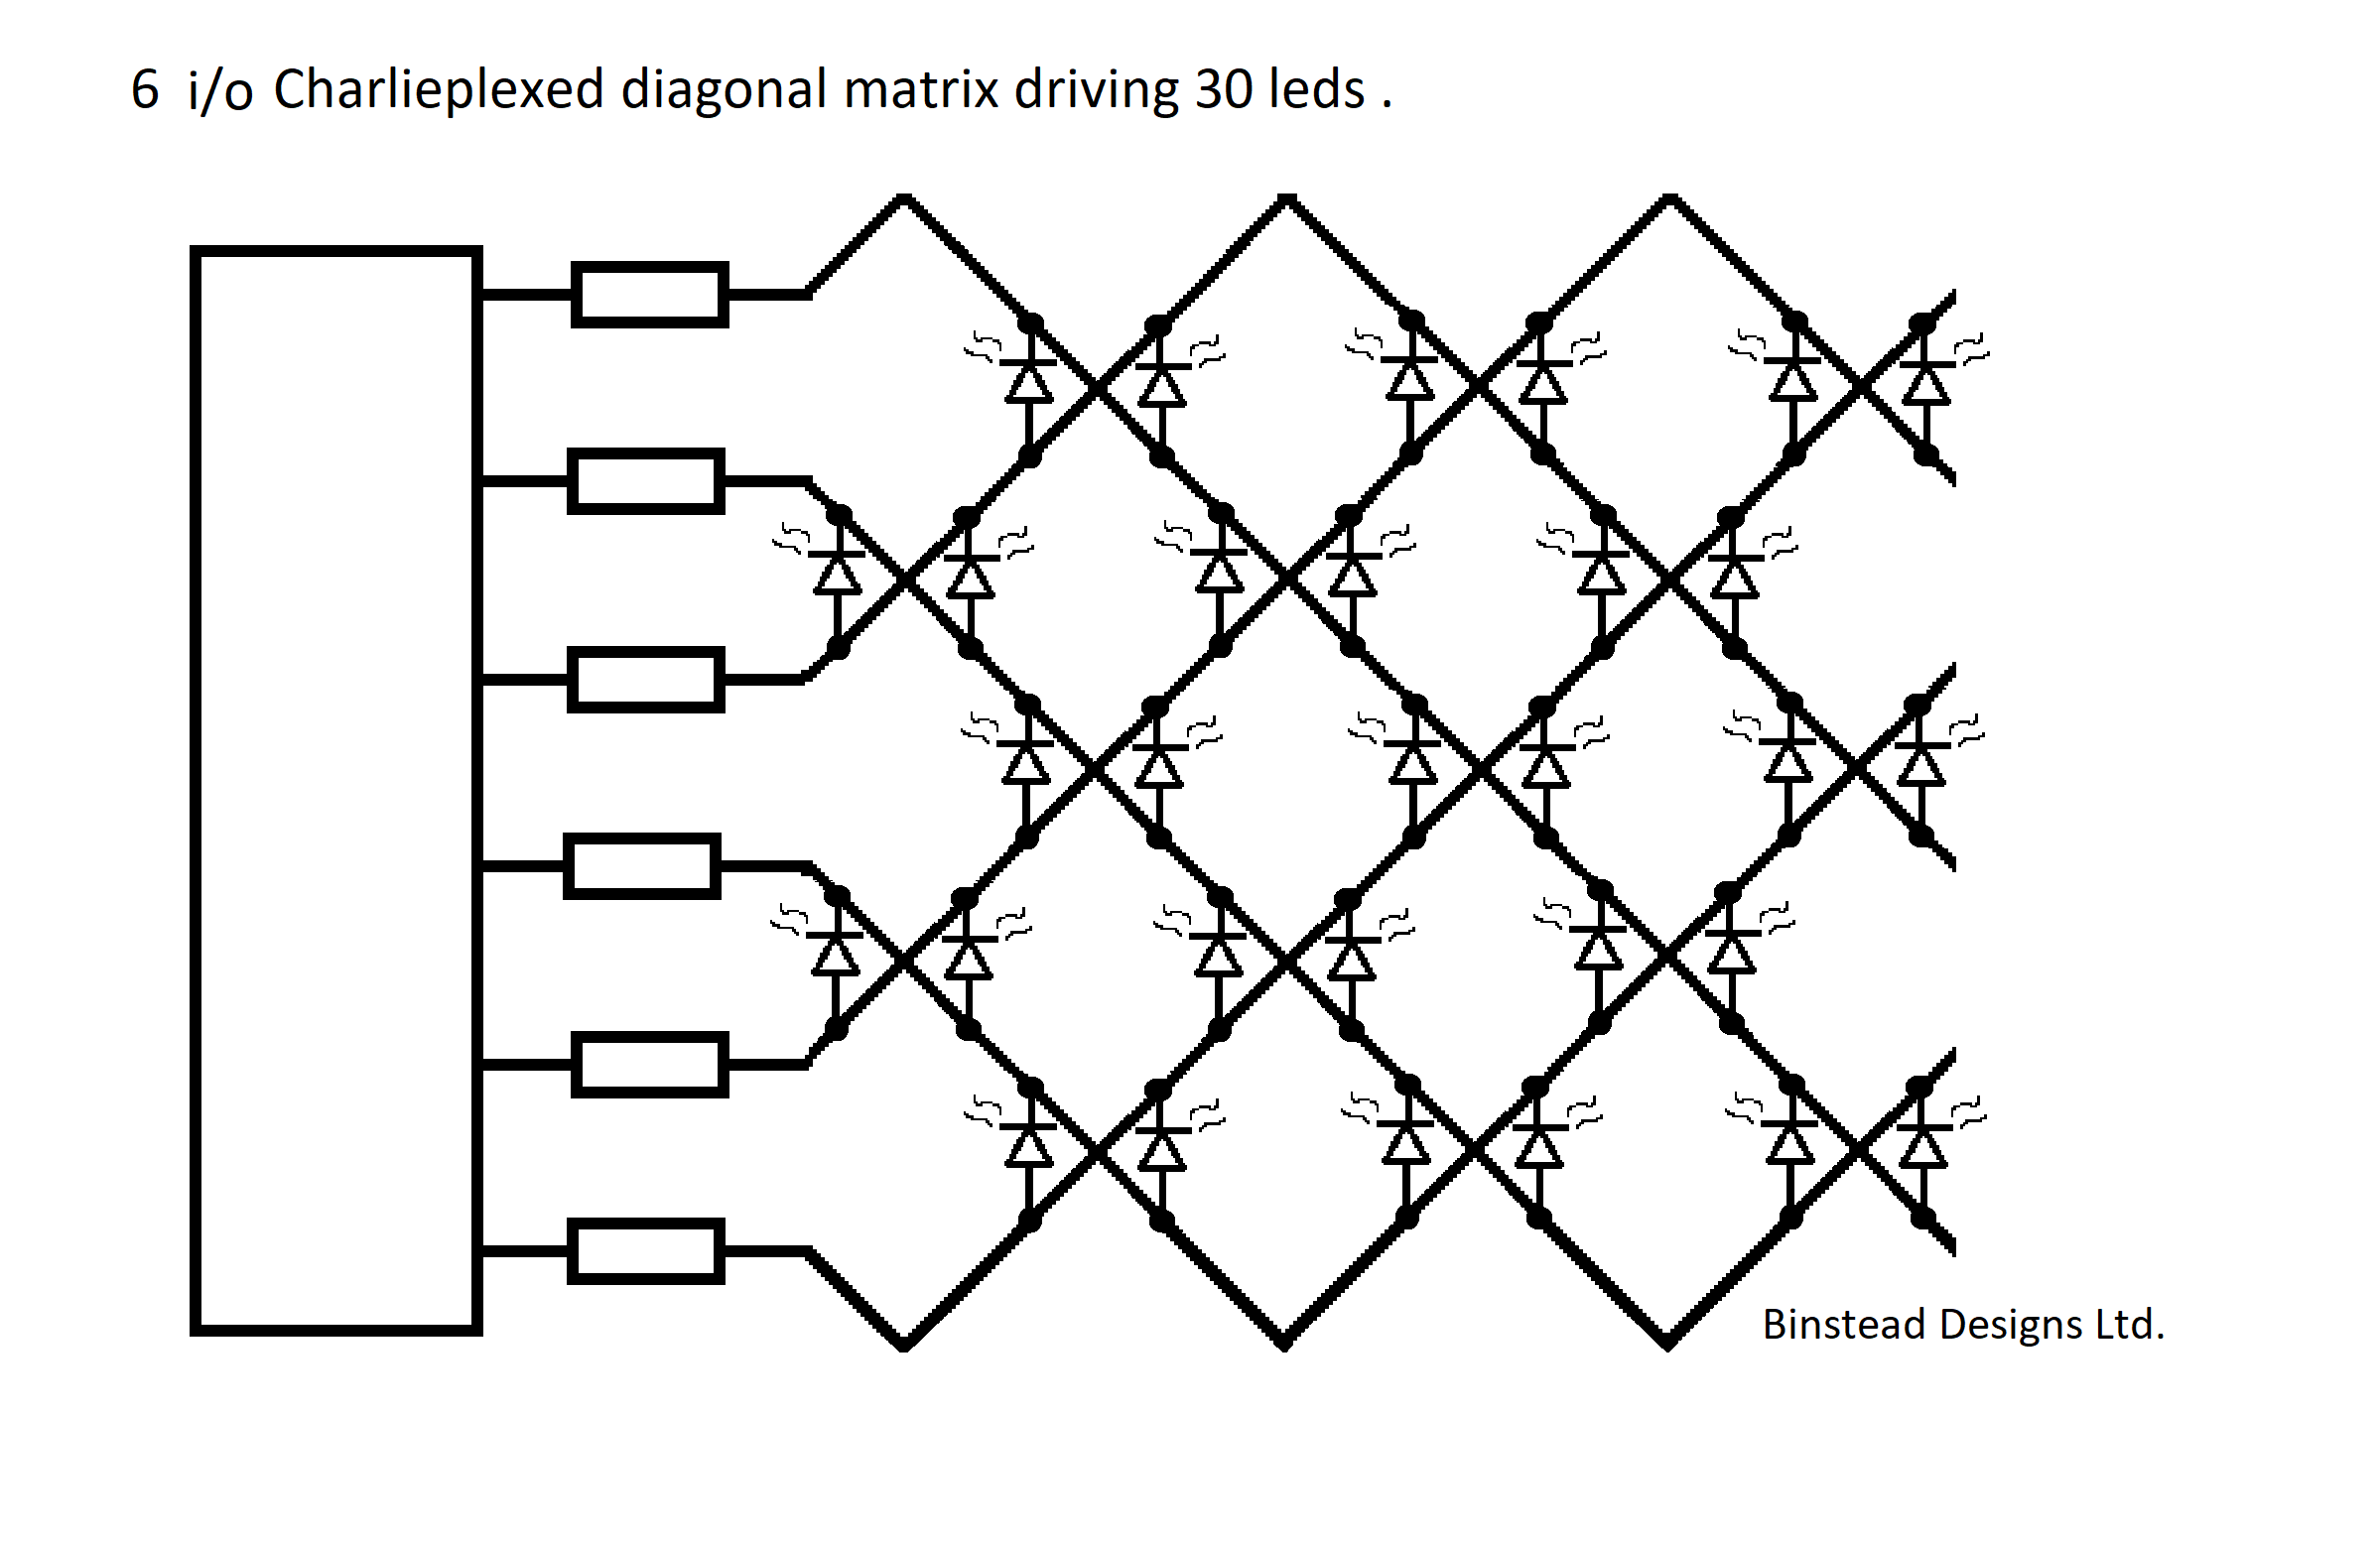 6 i/o Charlieplexed diagonal matrix driving 30 leds .
Binstead Designs Ltd.